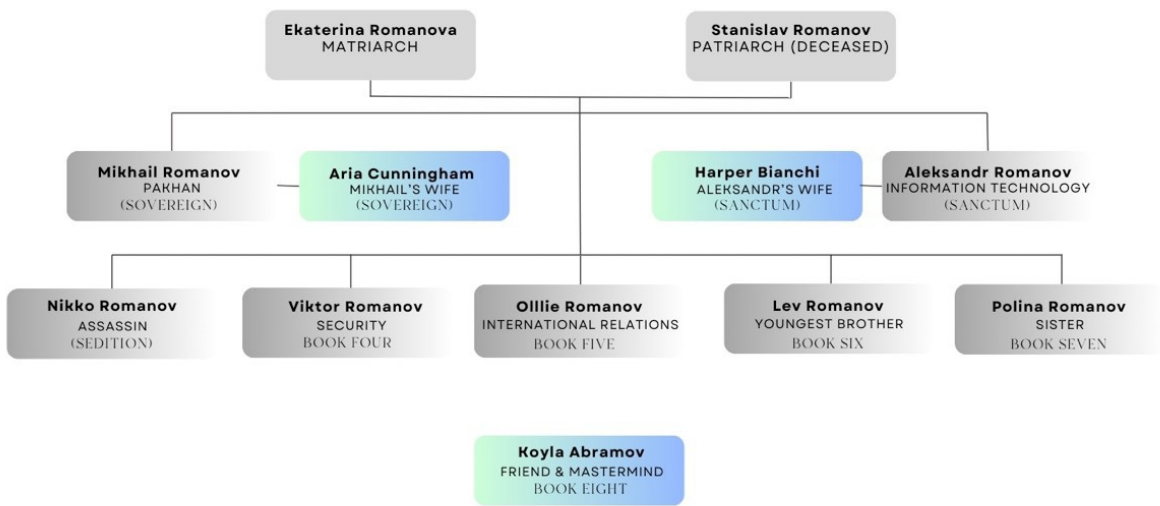 Ekaterina Romanova
MATRIARCH
Stanislav Romanov
PATRIARCH (DECEASED)
Mikhail Romanov
PAKHAN
(SOVEREIGN)
Aria Cunningham
MIKHAIL'S WIFE
(SOVEREIGN)
Harper Bianchi
ALEKSANDR'S WIFE
(SANCTUM)
Aleksandr Romanov
INFORMATION TECHNOLOGY
(SANCTUM)
Nikko Romanov
ASSASSIN
(SEDITION)
Viktor Romanov
SECURITY
BOOK FOUR
Olllie Romanov
INTERNATIONAL RELATIONS
BOOK FIVE
Lev Romanov
YOUNGEST BROTHER
BOOK SIX
Polina Romanov
SISTER
BOOK SEVEN
Koyla Abramov
FRIEND & MASTERMIND
BOOK EIGHT